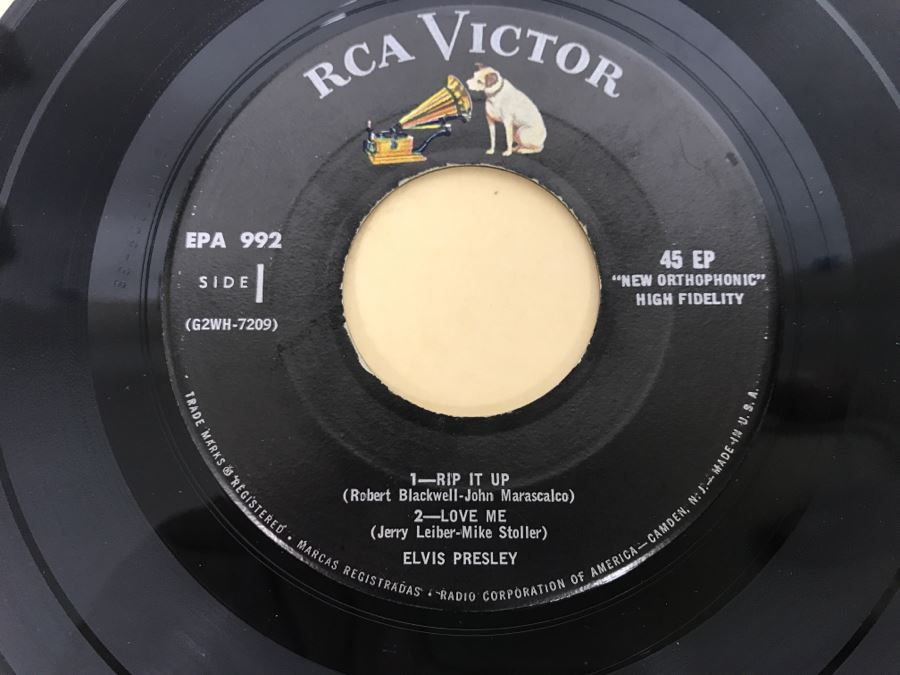 RCA VICTOR
EPA 992
SIDE 1
(G2WH-7209)
45 EP
"NEW ORTHOPHONIC"
HIGH FIDELITY
1—RIP IT UP
(Robert Blackwell-John Marascalco)
2—LOVE ME
(Jerry Leiber-Mike Stoller)
ELVIS PRESLEY
TRADE MARKS ® REGISTERED • MARCAS REGISTRADAS • RADIO CORPORATION OF AMERICA—CAMDEN, N. J.—MADE IN U. S. A.